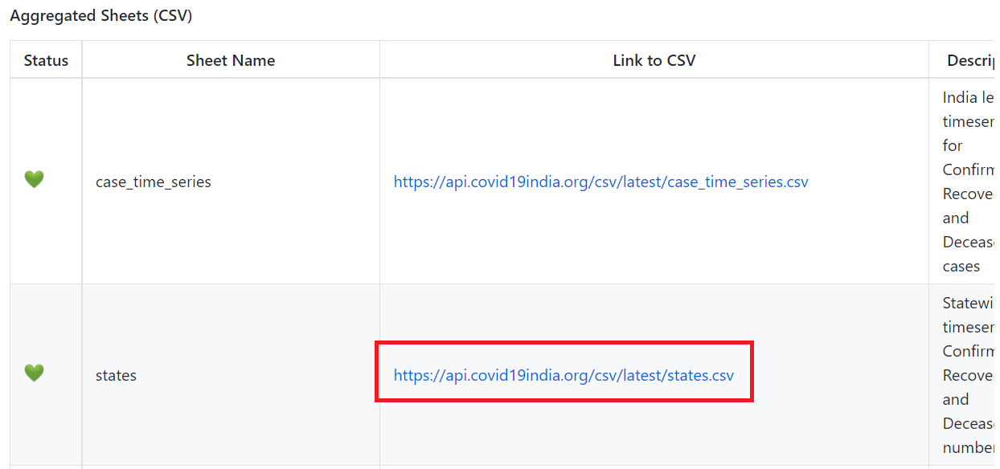 Aggregated Sheets (CSV)
Status Sheet Name Link to CSV Descrip
case_time_series https://api.covid19india.org/csv/latest/case_time_series.csv
India le
timeser
for
Confirm
Recove
and
Deceas
cases
states https://api.covid19india.org/csv/latest/states.csv
Statewi
timeser
Confirm
Recove
and
Deceas
number